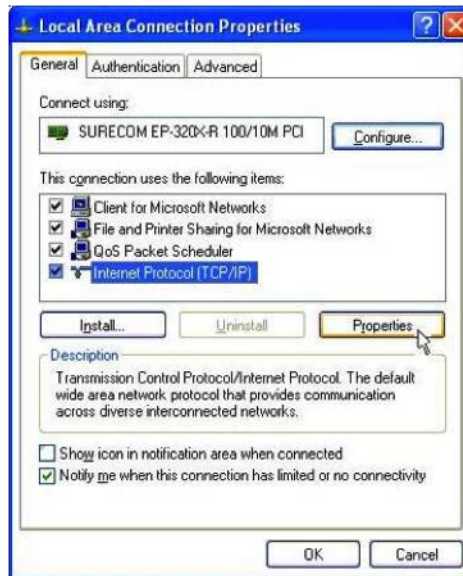 Local Area Connection Properties
General Authentication Advanced
Connect using:
SURECOM EP-320X-R 100/10M PCI
Configure...
This connection uses the following items:
Client for Microsoft Networks
File and Printer Sharing for Microsoft Networks
QoS Packet Scheduler
Internet Protocol (TCP/IP)
Install... Uninstall Properties
Description
Transmission Control Protocol/Internet Protocol. The default
wide area network protocol that provides communication
across diverse interconnected networks.
Show icon in notification area when connected
Notify me when this connection has limited or no connectivity
OK Cancel